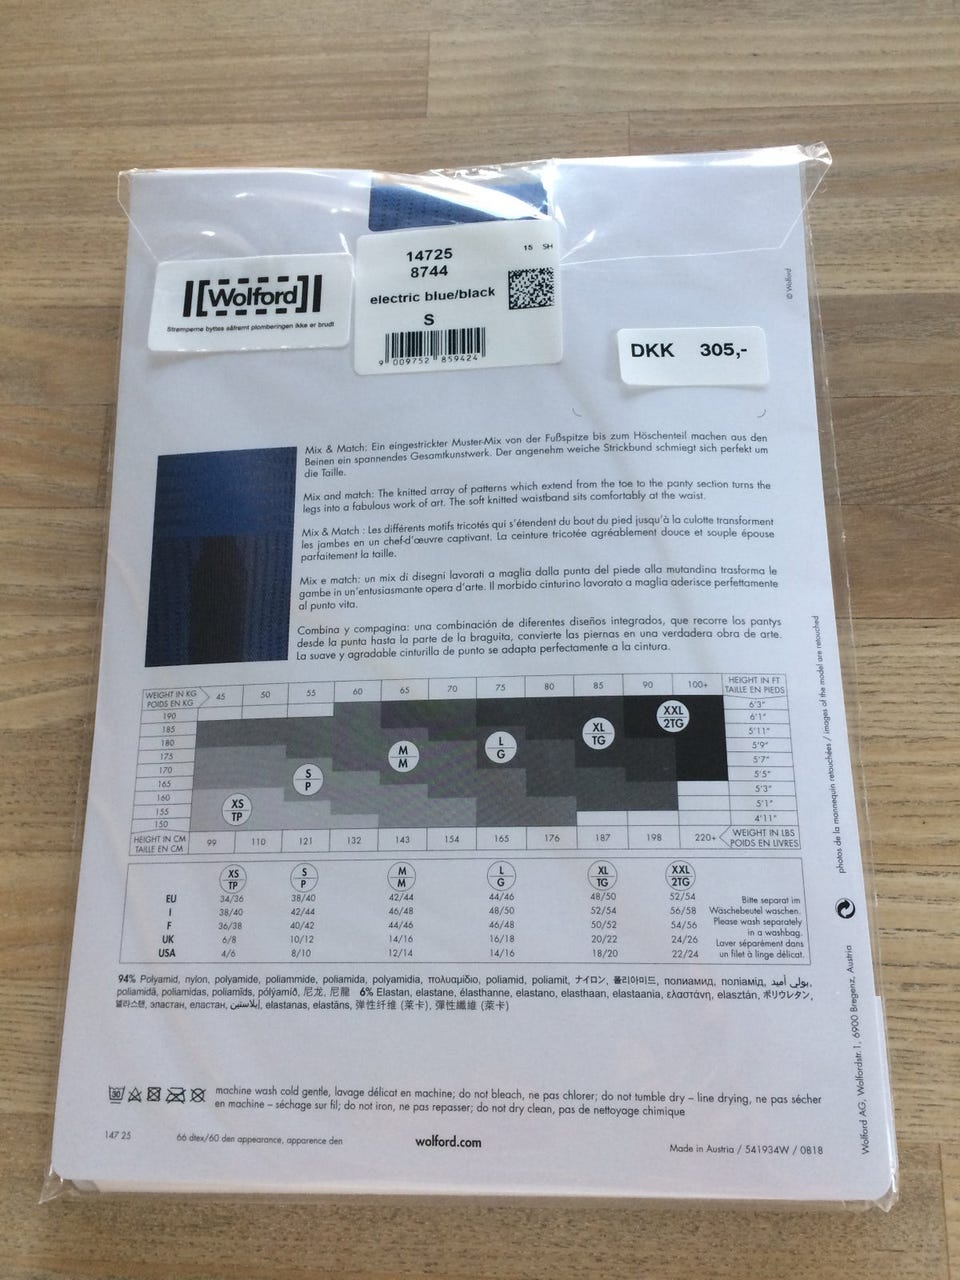 14725
8744
15 SH
electric blue/black
S
9 009752 859424
Wolford
Strømperne byttes såfremt plomberingen ikke er brudt
DKK 305,-
© Wolford
Mix & Match: Ein eingestrickter Muster-Mix von der Fußspitze bis zum Höschenteil machen aus den
Beinen ein spannendes Gesamtkunstwerk. Der angenehm weiche Strickbund schmiegt sich perfekt um
die Taille.
Mix and match: The knitted array of patterns which extend from the toe to the panty section turns the
legs into a fabulous work of art. The soft knitted waistband sits comfortably at the waist.
Mix & Match : Les différents motifs tricotés qui s'étendent du bout du pied jusqu'à la culotte transforment
les jambes en un chef-d'œuvre captivant. La ceinture tricotée agréablement douce et souple épouse
parfaitement la taille.
Mix e match: un mix di disegni lavorati a maglia dalla punta del piede alla mutandina trasforma le
gambe in un'entusiasmante opera d'arte. Il morbido cinturino lavorato a maglia aderisce perfettamente
al punto vita.
Combina y compagina: una combinación de diferentes diseños integrados, que recorre los pantys
desde la punta hasta la parte de la braguita, convierte las piernas en una verdadera obra de arte.
La suave y agradable cinturilla de punto se adapta perfectamente a la cintura.
WEIGHT IN KG 45 50 55 60 65 70 75 80 85 90 100+ HEIGHT IN FT
POIDS EN KG TAILLE EN PIEDS
190 6'3"
185 6'1"
180 5'11"
175 5'9"
170 5'7"
165 5'5"
160 5'3"
155 5'1"
150 4'11"
XXL
2TG
XL
TG
L
G
M
M
S
P
XS
TP
HEIGHT IN CM 99 110 121 132 143 154 165 176 187 198 220+ WEIGHT IN LBS
TAILLE EN CM POIDS EN LIVRES
XS S M L XL XXL
TP P M G TG 2TG
EU 34/36 38/40 42/44 44/46 48/50 52/54
I 38/40 42/44 46/48 48/50 52/54 56/58
F 36/38 40/42 44/46 46/48 50/52 54/56
UK 6/8 10/12 14/16 16/18 20/22 24/26
USA 4/6 8/10 12/14 14/16 18/20 22/24
Bitte separat im
Wäschebeutel waschen.
Please wash separately
in a washbag.
Laver séparément dans
un filet à linge délicat.
94% Polyamid, nylon, polyamide, poliammide, poliamida, polyamidia, πολυαμίδιο, poliamid, poliamit, ナイロン, 폴리아미드, полиамид, поліамід, بولي أميد,
poliamidă, poliamidas, poliamīds, pólýamíð, 尼龙, 尼龍 6% Elastan, elastane, élasthanne, elastano, elasthaan, elastaania, ελαστάνη, elasztán, ポリウレタン,
엘라스탠, эластан, еластан, إيلاستين, elastanas, elastāns, 弹性纤维 (莱卡), 彈性纖維 (萊卡)
30
machine wash cold gentle, lavage délicat en machine; do not bleach, ne pas chlorer; do not tumble dry – line drying, ne pas sécher
en machine – séchage sur fil; do not iron, ne pas repasser; do not dry clean, pas de nettoyage chimique
147 25
66 dtex/60 den appearance, apparence den
wolford.com
Made in Austria / 541934W / 0818
photos de la mannequin retouchées / images of the model are retouched
Wolford AG, Wolfordstr.1, 6900 Bregenz, Austria